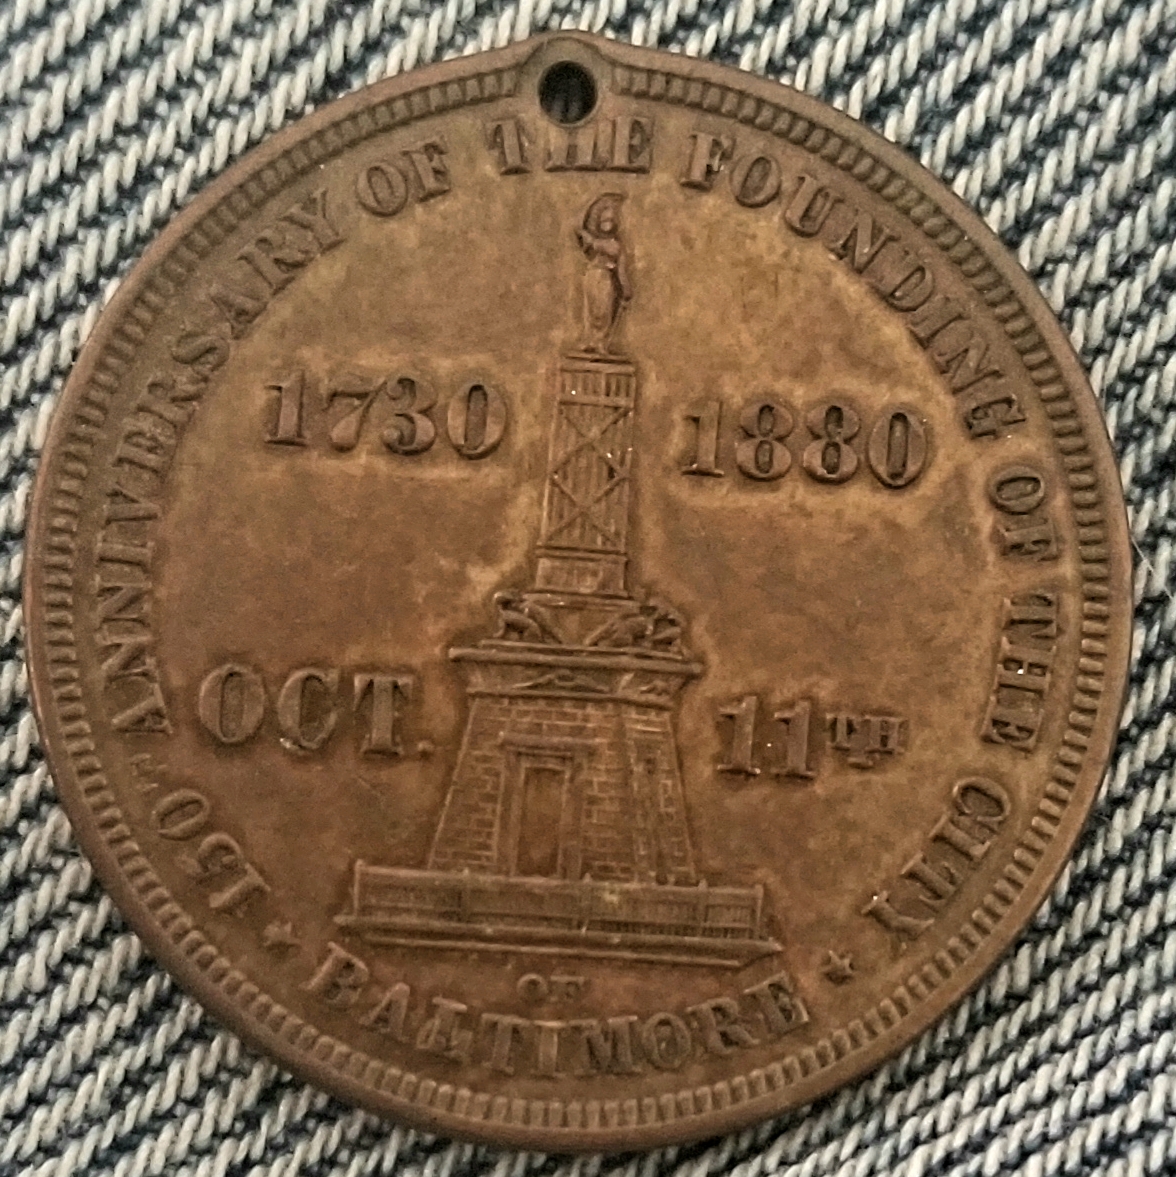 150TH ANNIVERSARY OF THE FOUNDING OF THE CITY
1730 1880
OCT. 11TH
OF
BALTIMORE